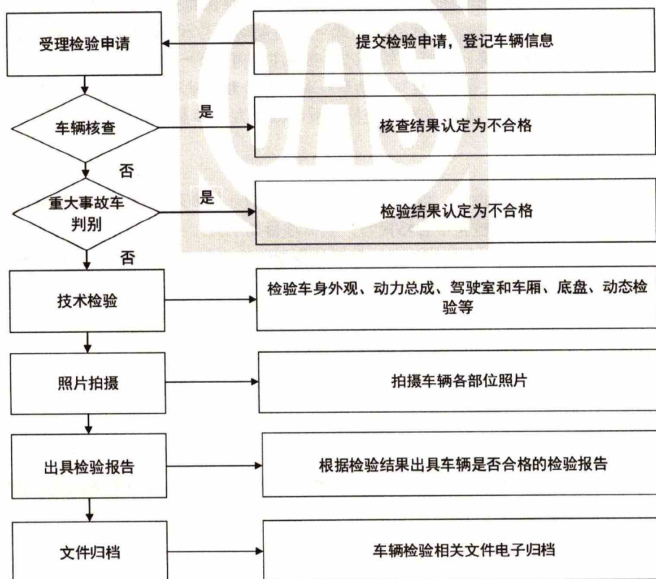 受理检验申请
提交检验申请，登记车辆信息
车辆核查
是
核查结果认定为不合格
否
重大事故车
判别
是
检验结果认定为不合格
否
技术检验
检验车身外观、动力总成、驾驶室和车厢、底盘、动态检
验等
照片拍摄
拍摄车辆各部位照片
出具检验报告
根据检验结果出具车辆是否合格的检验报告
文件归档
车辆检验相关文件电子归档
CAS